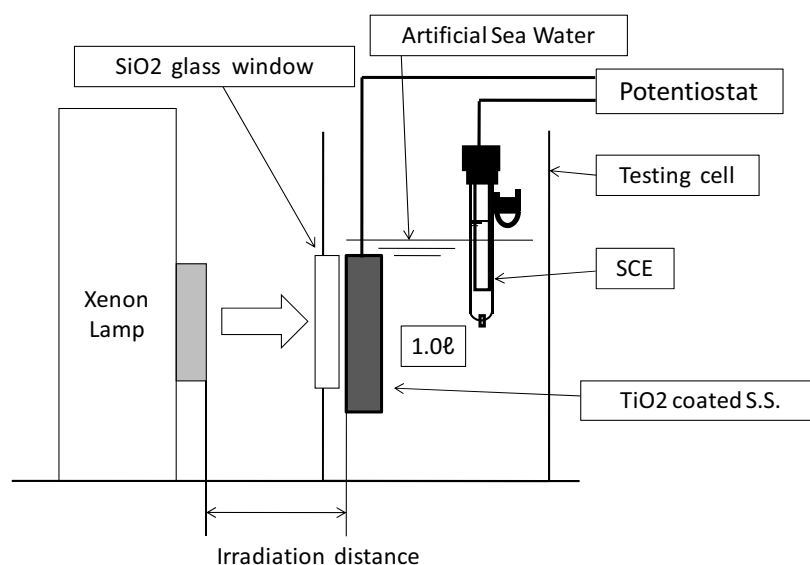 Artificial Sea Water
SiO2 glass window
Potentiostat
Testing cell
SCE
Xenon
Lamp
1.0ℓ
TiO2 coated S.S.
Irradiation distance